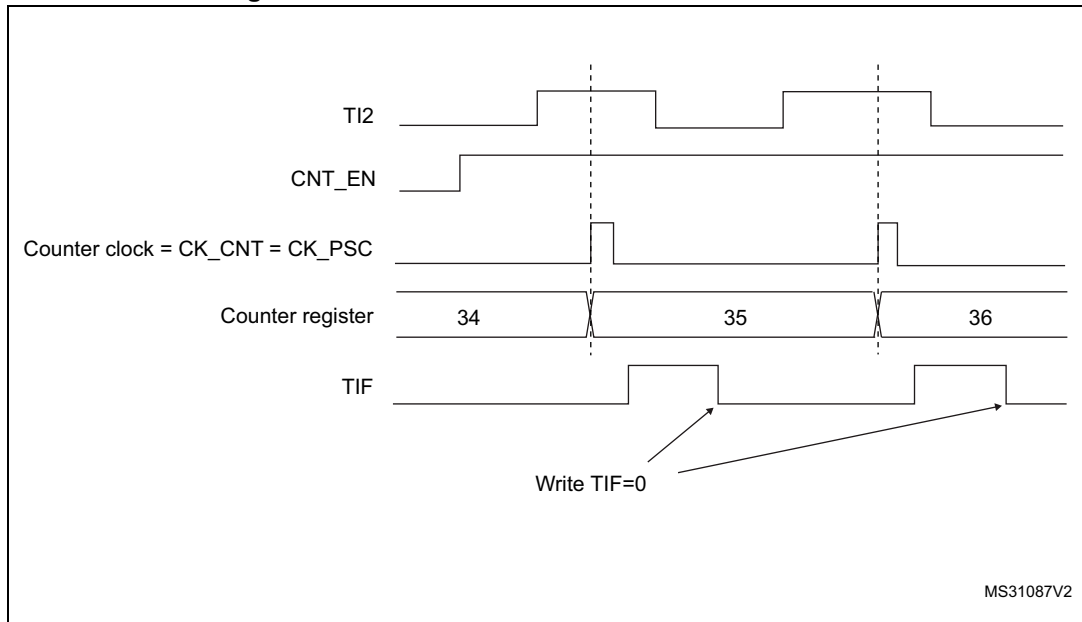 TI2
CNT_EN
Counter clock = CK_CNT = CK_PSC
Counter register 34 35 36
TIF
Write TIF=0
MS31087V2